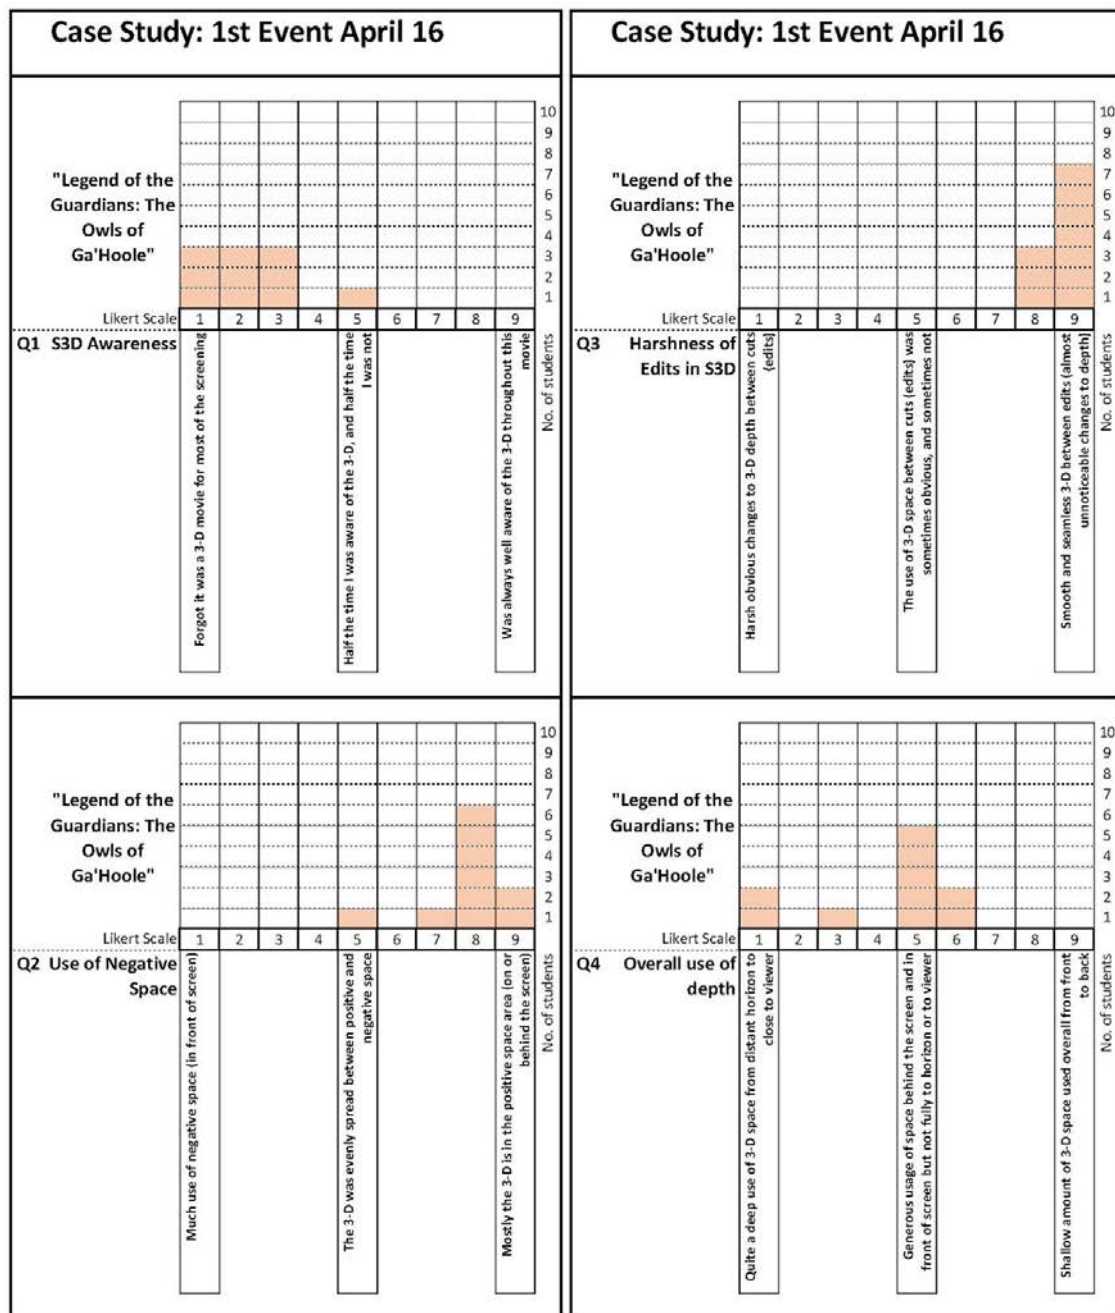 Case Study: 1st Event April 16
"Legend of the
Guardians: The
Owls of
Ga'Hoole"
10
9
8
7
6
5
4
3
2
1
Likert Scale
1 2 3 4 5 6 7 8 9
Q1 S3D Awareness
Forgot it was a 3-D movie for most of the screening
Half the time I was aware of the 3-D, and half the time
I was not
Was always well aware of the 3-D throughout this
movie
No. of students
Case Study: 1st Event April 16
"Legend of the
Guardians: The
Owls of
Ga'Hoole"
10
9
8
7
6
5
4
3
2
1
Likert Scale
1 2 3 4 5 6 7 8 9
Q3 Harshness of
Edits in S3D
Harsh obvious changes to 3-D depth between cuts
(edits)
The use of 3-D space between cuts (edits) was
sometimes obvious, and sometimes not
Smooth and seamless 3-D between edits (almost
unnoticeable changes to depth)
No. of students
"Legend of the
Guardians: The
Owls of
Ga'Hoole"
10
9
8
7
6
5
4
3
2
1
Likert Scale
1 2 3 4 5 6 7 8 9
Q2 Use of Negative
Space
Much use of negative space (in front of screen)
The 3-D was evenly spread between positive and
negative space
Mostly the 3-D is in the positive space area (on or
behind the screen)
No. of students
"Legend of the
Guardians: The
Owls of
Ga'Hoole"
10
9
8
7
6
5
4
3
2
1
Likert Scale
1 2 3 4 5 6 7 8 9
Q4 Overall use of
depth
Quite a deep use of 3-D space from distant horizon to
close to viewer
Generous usage of space behind the screen and in
front of screen but not fully to horizon or to viewer
Shallow amount of 3-D space used overall from front
to back
No. of students